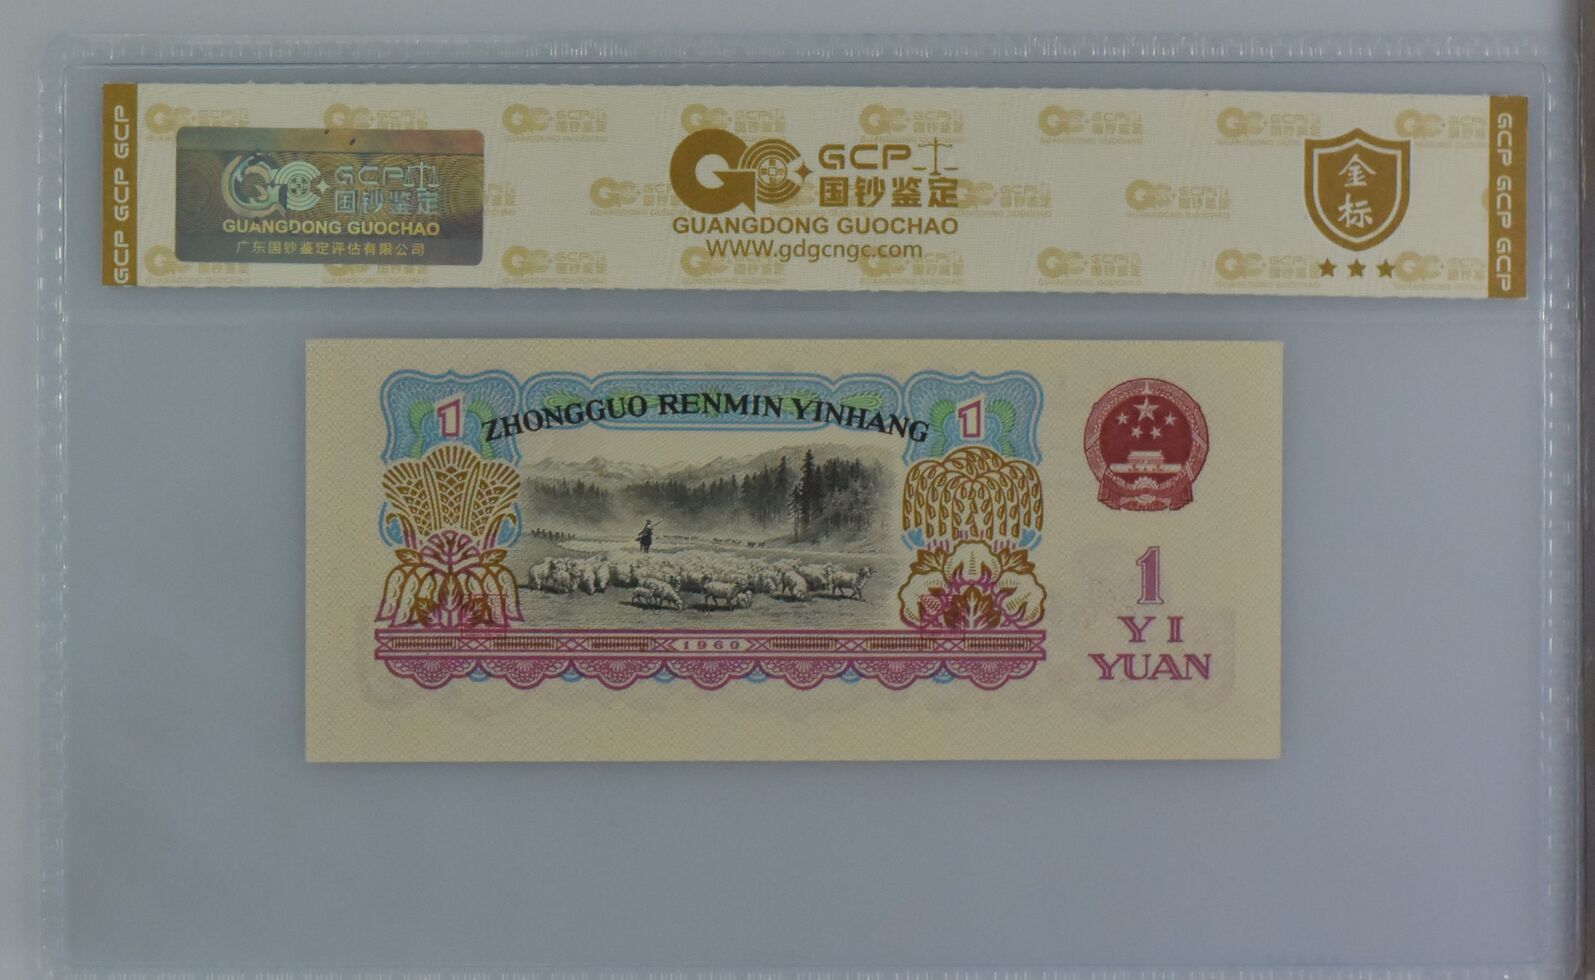 GCP GCP GCP
GCP
国钞鉴定
GUANGDONG GUOCHAO
广东国钞鉴定评估有限公司
GCP
国钞鉴定
GUANGDONG GUOCHAO
WWW.gdgcngc.com
金标
GCP GCP GCP
1 ZHONGGUO RENMIN YINHANG 1
1960
1
YI
YUAN